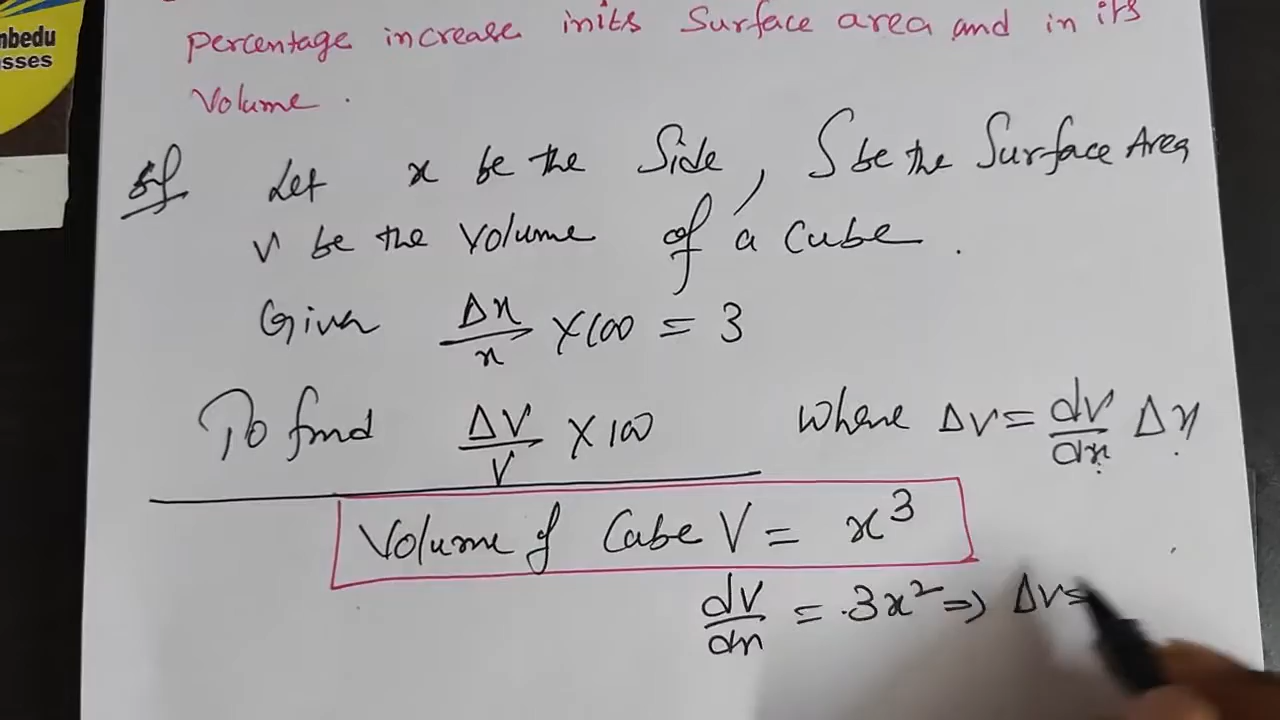 nbedu
sses
percentage increase in its Surface area and in its
Volume.
Sol Let x be the Side, S be the Surface Area
V be the Volume of a Cube.
Given Δx/x × 100 = 3
To find ΔV/V × 100 Where ΔV = dv/dx Δx
Volume of Cube V = x³
dv/dx = 3x² ⇒ ΔV =